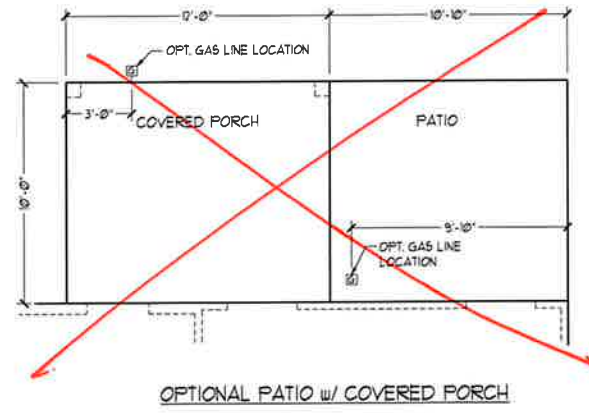 12'-0"
10'-10"
G
OPT. GAS LINE LOCATION
3'-0"
COVERED PORCH
PATIO
10'-0"
9'-10"
OPT. GAS LINE
LOCATION
G
OPTIONAL PATIO w/ COVERED PORCH